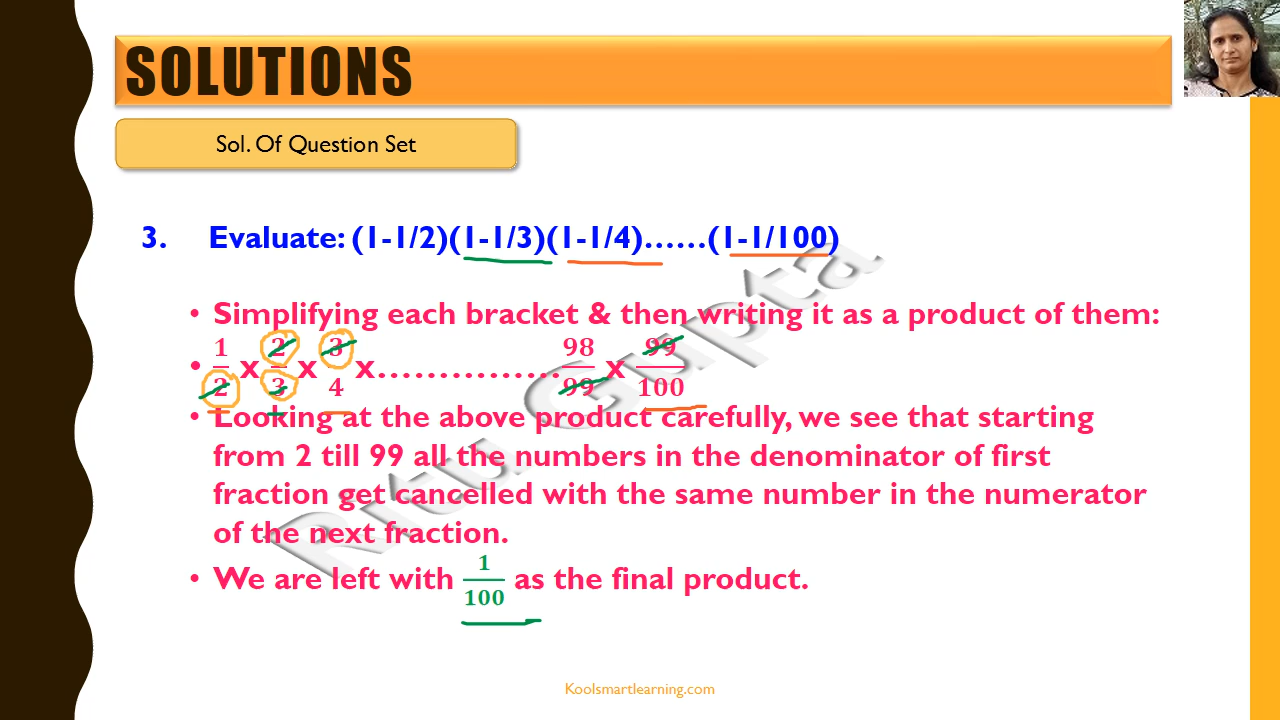 SOLUTIONS
Sol. Of Question Set
3. Evaluate: (1-1/2)(1-1/3)(1-1/4)......(1-1/100)
• Simplifying each bracket & then writing it as a product of them:
• 1/2 x 2/3 x 3/4 x...............98/99 x 99/100
• Looking at the above product carefully, we see that starting
from 2 till 99 all the numbers in the denominator of first
fraction get cancelled with the same number in the numerator
of the next fraction.
• We are left with 1/100 as the final product.
Ritu Gupta
Koolsmartlearning.com